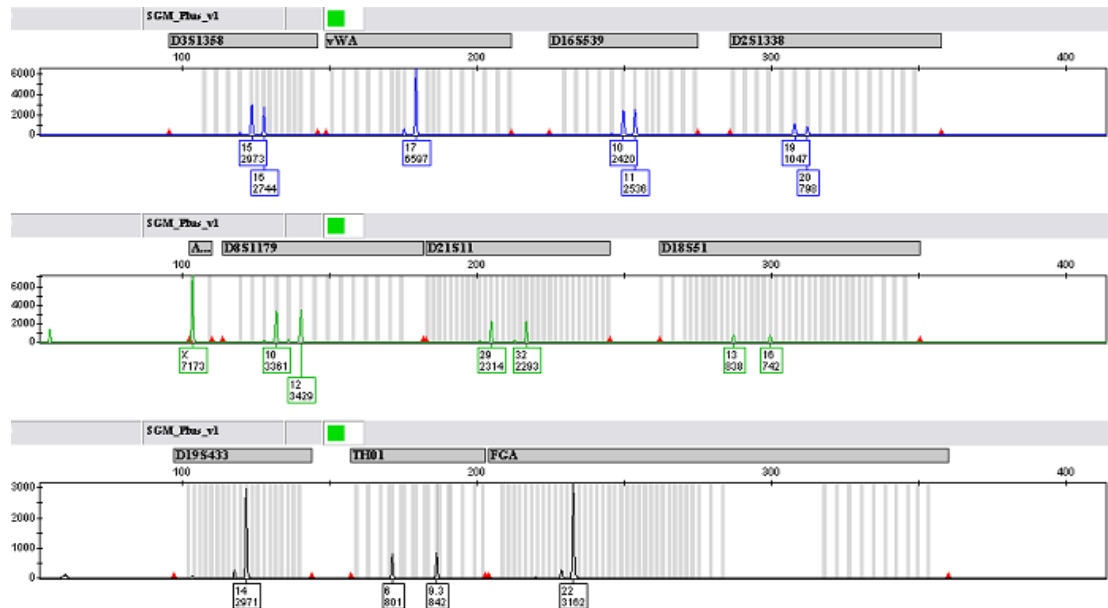 SGM_Plus_v1
D3S1358 vWA D16S539 D2S1338
100 200 300 400
6000
4000
2000
0
15 17 10 19
2973 6597 2420 1047
16 11 20
2744 2536 798
SGM_Plus_v1
A... D8S1179 D21S11 D18S51
100 200 300 400
6000
4000
2000
0
X 10 29 32 13 16
7173 3361 2314 2293 838 742
12
3429
SGM_Plus_v1
D19S433 TH01 FGA
100 200 300 400
3000
2000
1000
0
14 6 9.3 22
2971 801 842 3162